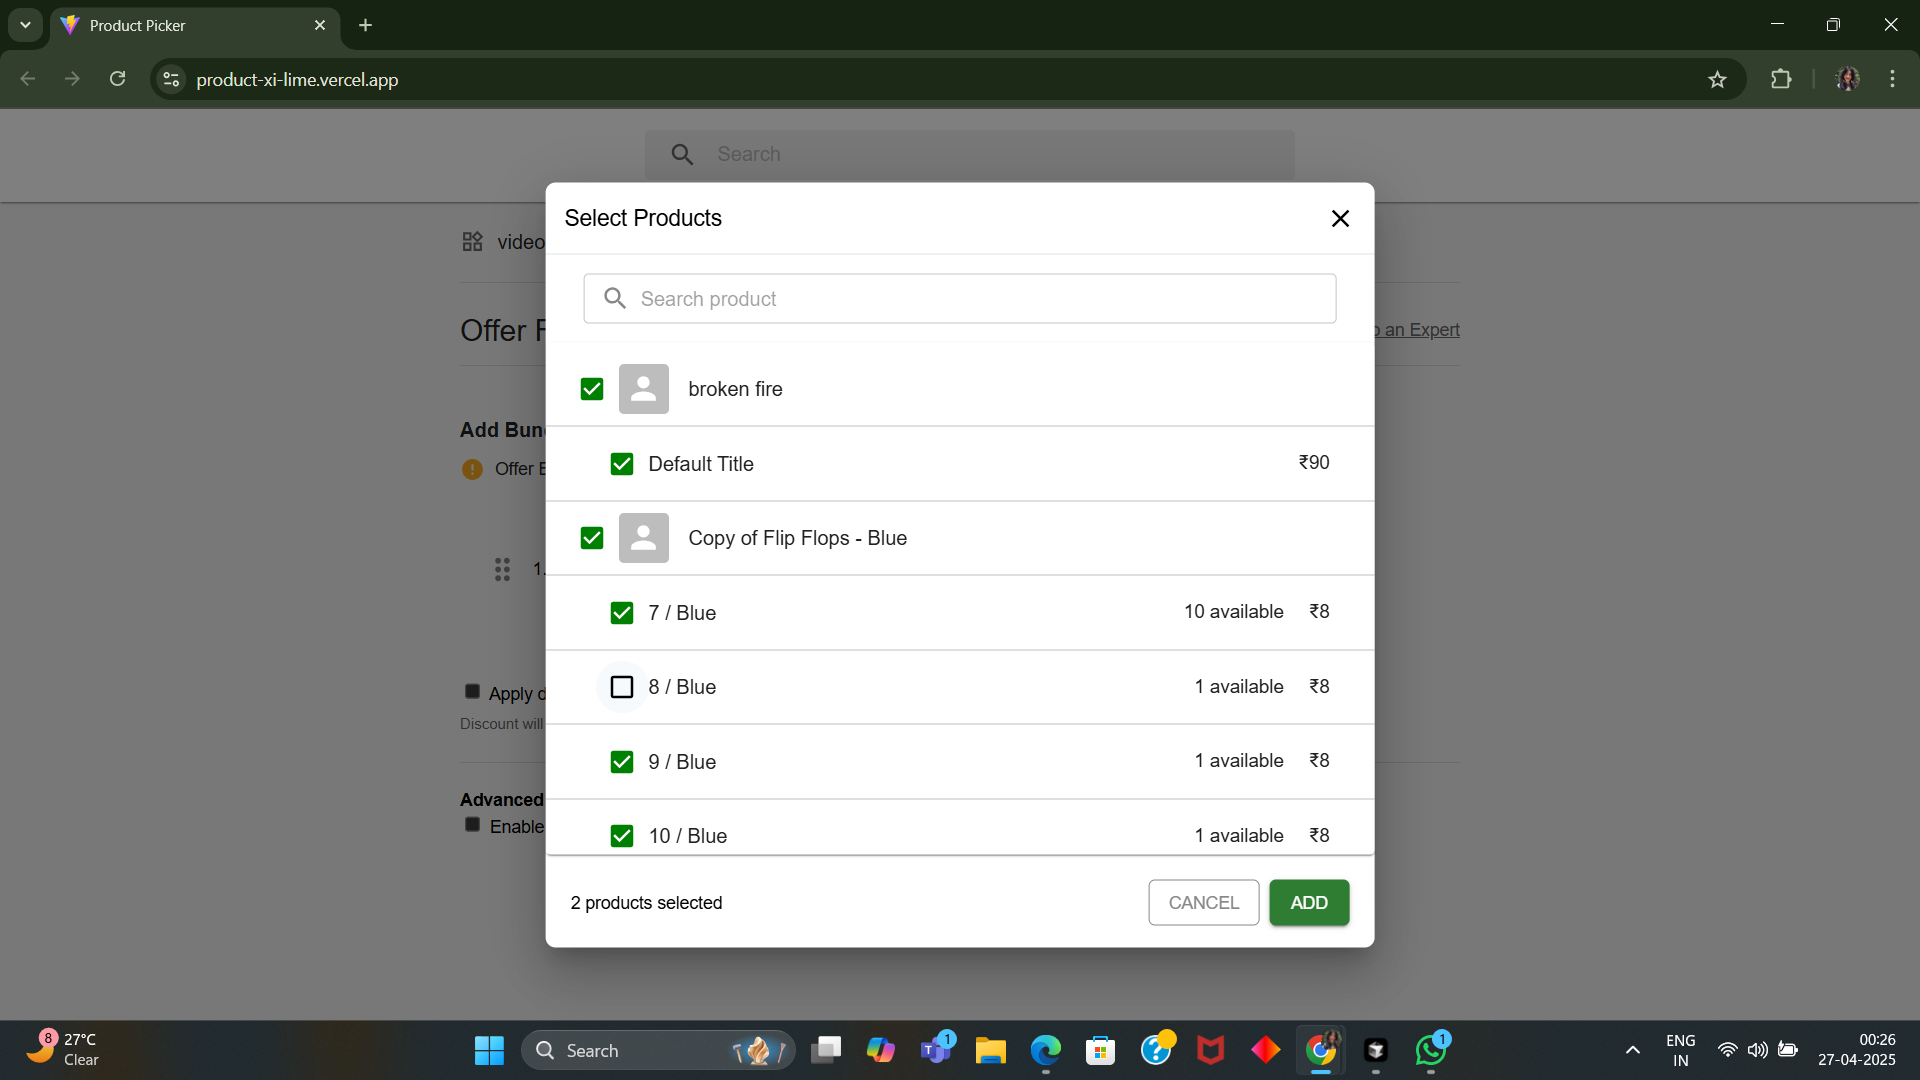 Product Picker
product-xi-lime.vercel.app
Search
Select Products
video
Search product
Offer F
o an Expert
broken fire
Add Bun
Default Title ₹90
Offer E
Copy of Flip Flops - Blue
1.
7 / Blue 10 available ₹8
8 / Blue 1 available ₹8
Apply d
Discount will
9 / Blue 1 available ₹8
Advanced
Enable
10 / Blue 1 available ₹8
2 products selected CANCEL ADD
8 27°C
Clear
Search
1
1
ENG
IN
00:26
27-04-2025